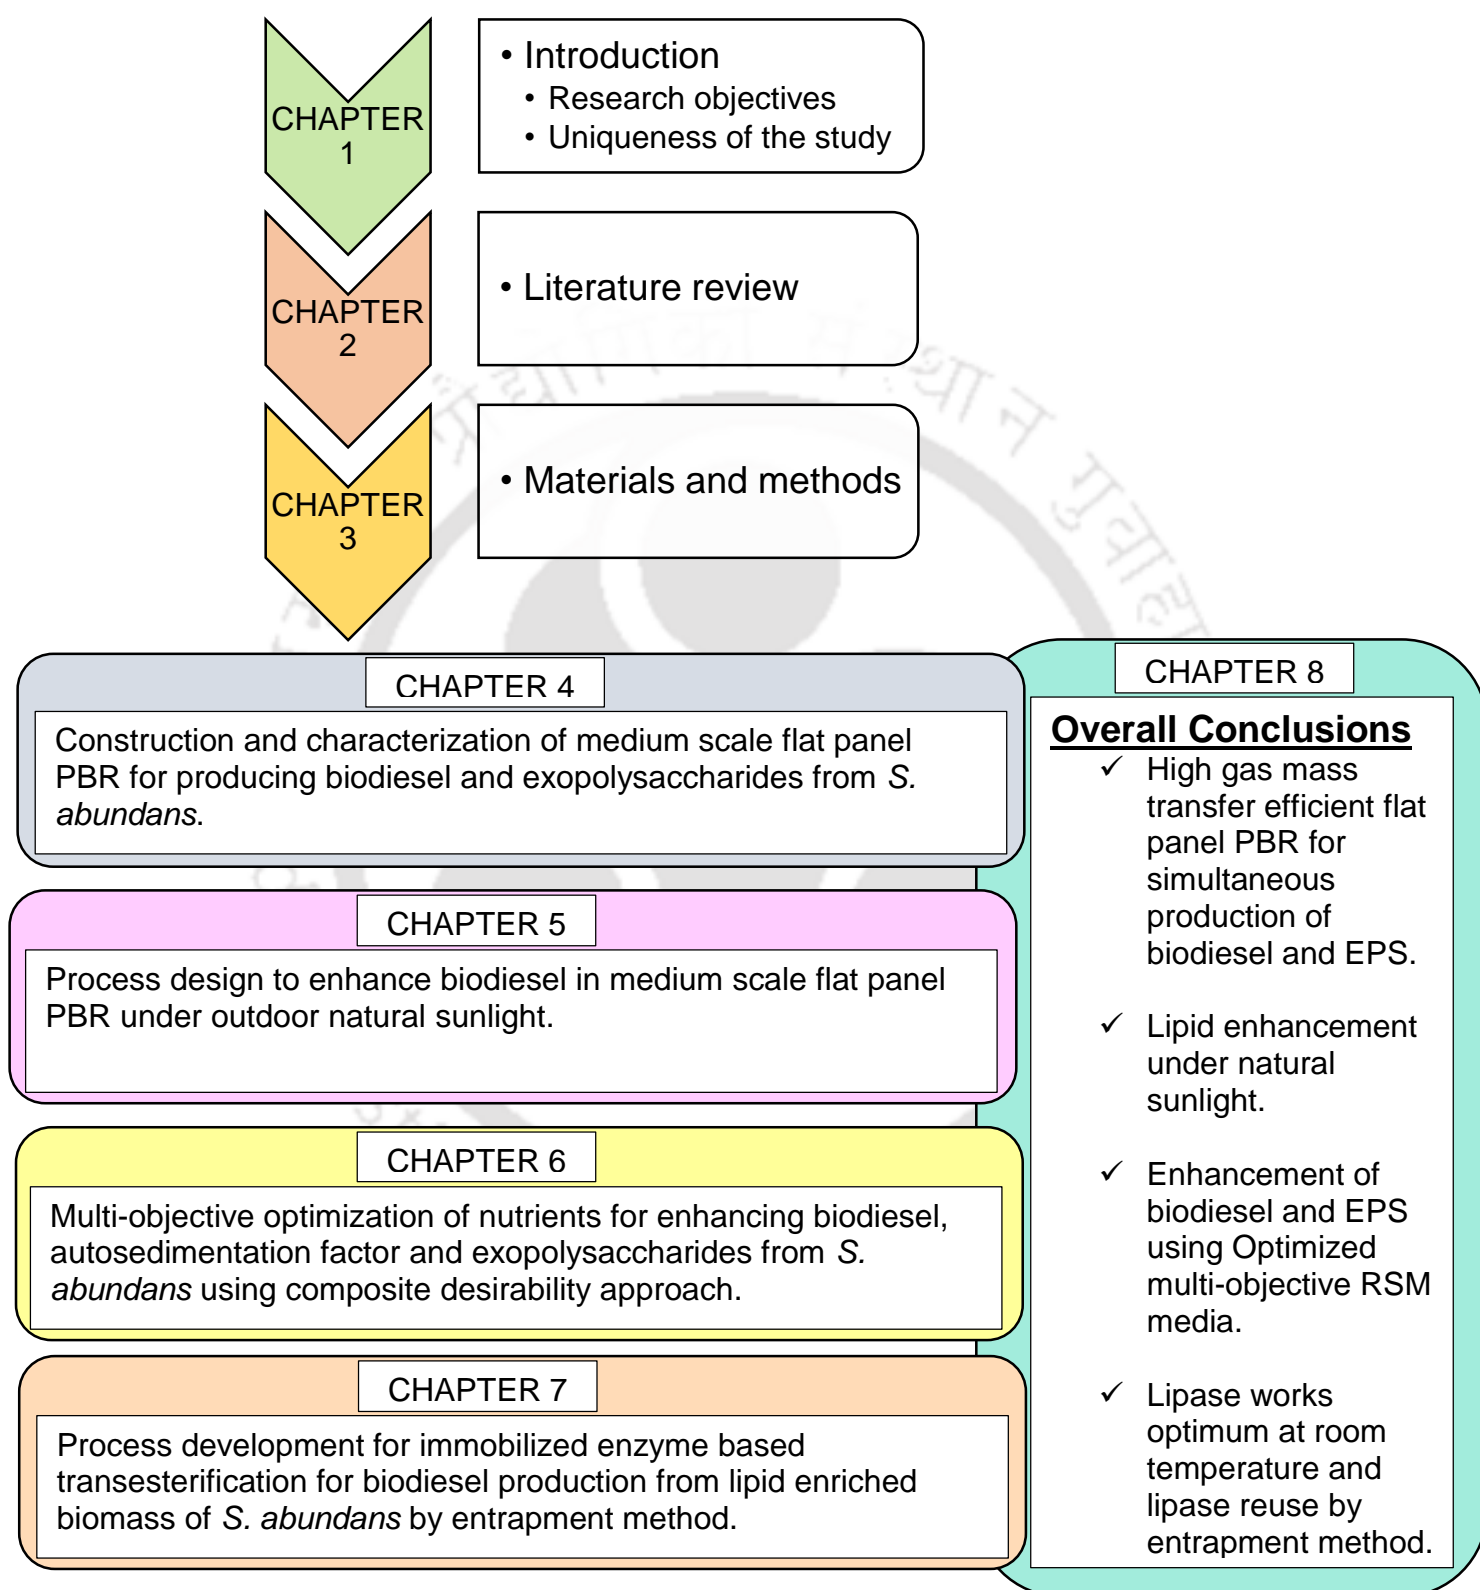 CHAPTER
1
• Introduction
• Research objectives
• Uniqueness of the study
CHAPTER
2
• Literature review
CHAPTER
3
• Materials and methods
CHAPTER 4
Construction and characterization of medium scale flat panel
PBR for producing biodiesel and exopolysaccharides from S.
abundans.
CHAPTER 5
Process design to enhance biodiesel in medium scale flat panel
PBR under outdoor natural sunlight.
CHAPTER 6
Multi-objective optimization of nutrients for enhancing biodiesel,
autosedimentation factor and exopolysaccharides from S.
abundans using composite desirability approach.
CHAPTER 7
Process development for immobilized enzyme based
transesterification for biodiesel production from lipid enriched
biomass of S. abundans by entrapment method.
CHAPTER 8
Overall Conclusions
✓ High gas mass
transfer efficient flat
panel PBR for
simultaneous
production of
biodiesel and EPS.
✓ Lipid enhancement
under natural
sunlight.
✓ Enhancement of
biodiesel and EPS
using Optimized
multi-objective RSM
media.
✓ Lipase works
optimum at room
temperature and
lipase reuse by
entrapment method.